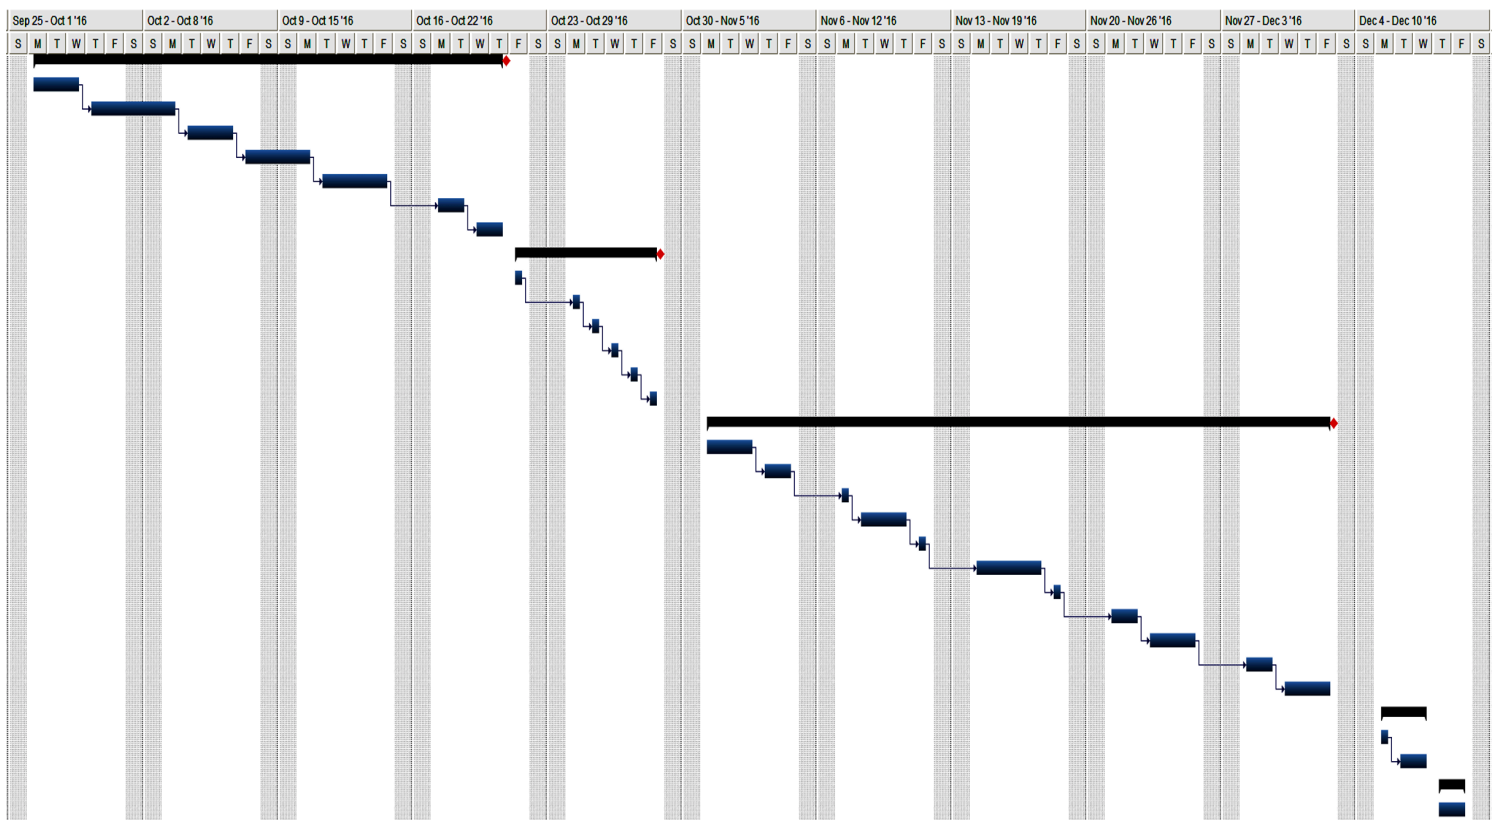 Sep 25 - Oct 1 '16 Oct 2 - Oct 8 '16 Oct 9 - Oct 15 '16 Oct 16 - Oct 22 '16 Oct 23 - Oct 29 '16 Oct 30 - Nov 5 '16 Nov 6 - Nov 12 '16 Nov 13 - Nov 19 '16 Nov 20 - Nov 26 '16 Nov 27 - Dec 3 '16 Dec 4 - Dec 10 '16
S M T W T F S S M T W T F S S M T W T F S S M T W T F S S M T W T F S S M T W T F S S M T W T F S S M T W T F S S M T W T F S S M T W T F S S M T W T F S